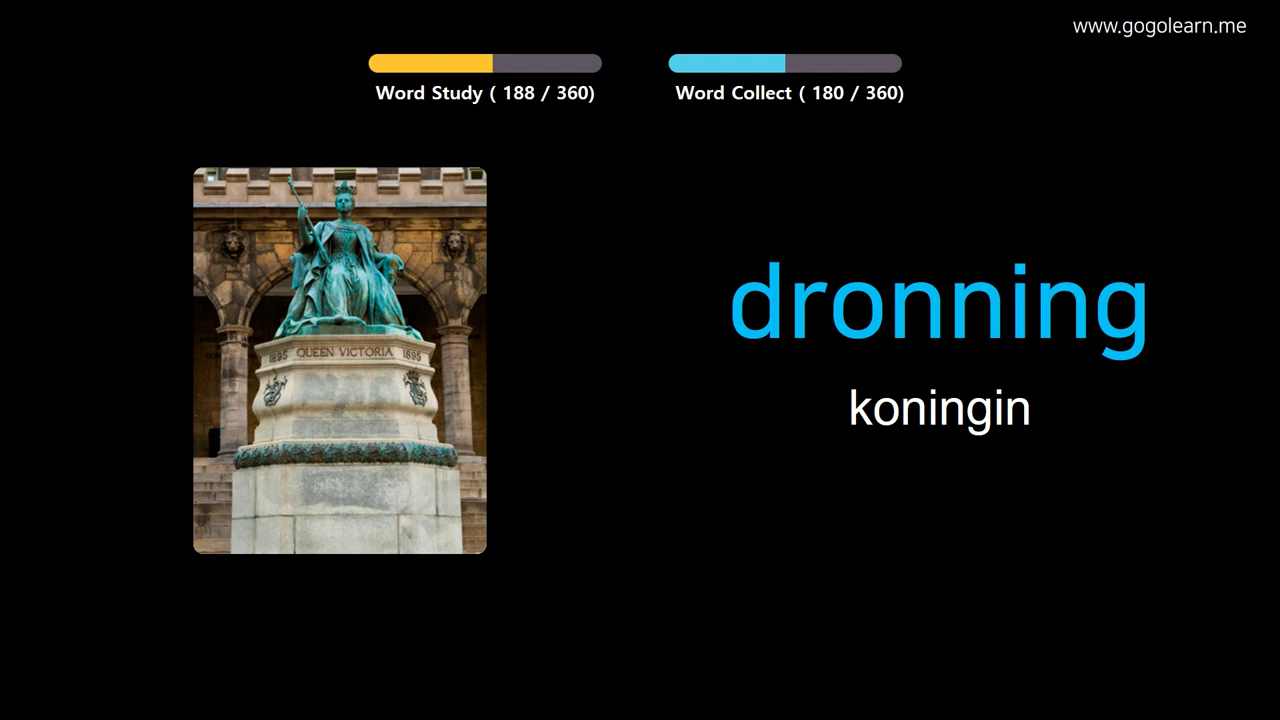 www.gogolearn.me
Word Study ( 188 / 360)
Word Collect ( 180 / 360)
1895 QUEEN VICTORIA 1895
dronning
koningin